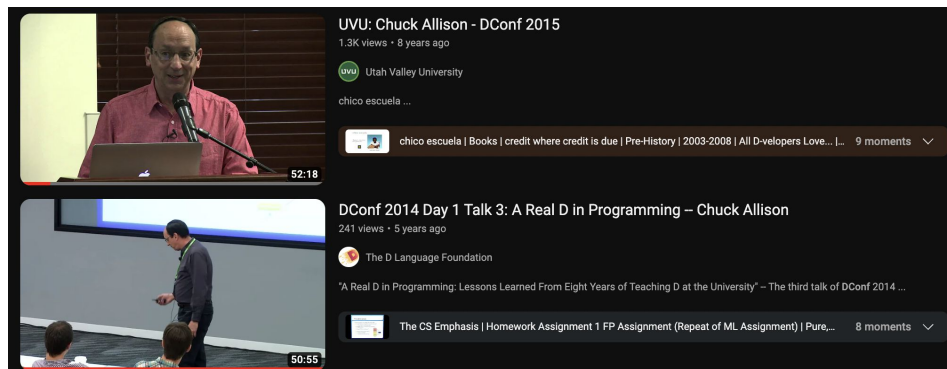 UVU: Chuck Allison - DConf 2015
1.3K views • 8 years ago
UVU
Utah Valley University
chico escuela ...
chico escuela | Books | credit where credit is due | Pre-History | 2003-2008 | All D-velopers Love... |...
9 moments
52:18
DConf 2014 Day 1 Talk 3: A Real D in Programming -- Chuck Allison
241 views • 5 years ago
The D Language Foundation
"A Real D in Programming: Lessons Learned From Eight Years of Teaching D at the University" -- The third talk of DConf 2014 ...
The CS Emphasis | Homework Assignment 1 FP Assignment (Repeat of ML Assignment) | Pure,...
8 moments
50:55